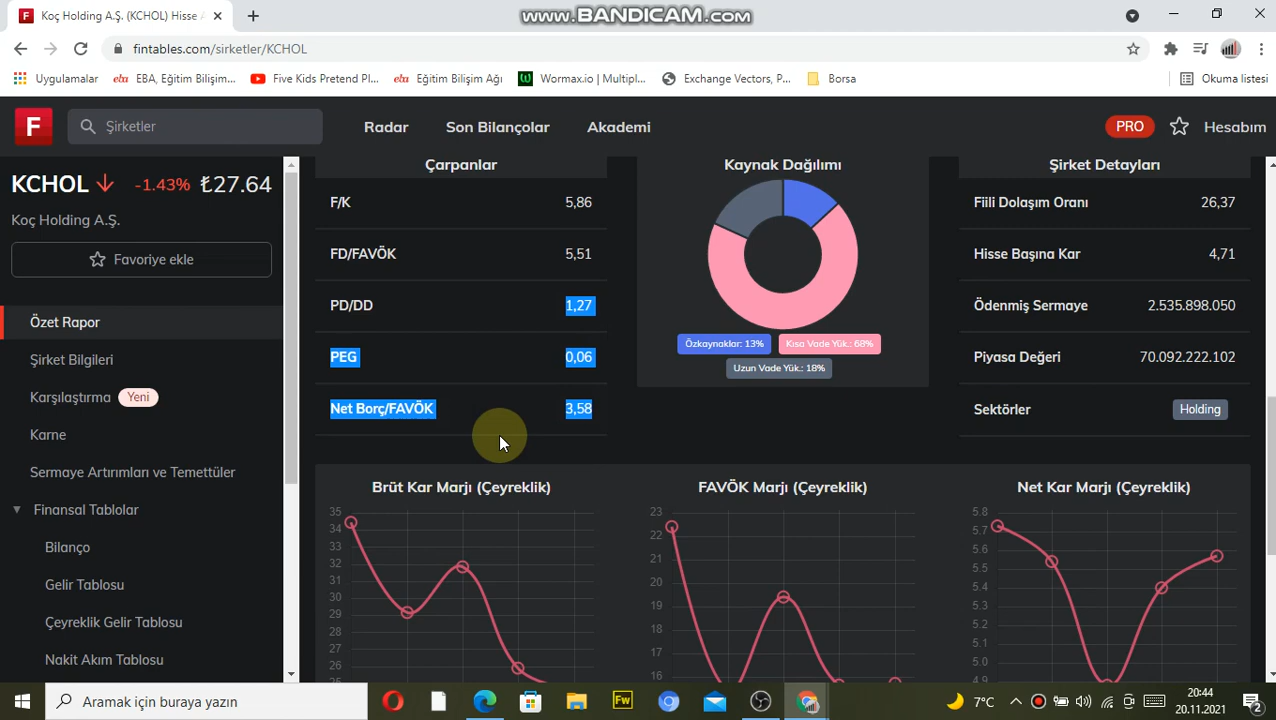 Koç Holding A.Ş. (KCHOL) Hisse A
www.BANDICAM.com
fintables.com/sirketler/KCHOL
Uygulamalar
eba EBA, Eğitim Bilişim...
Five Kids Pretend Pl...
eba Eğitim Bilişim Ağı
Wormax.io | Multipl...
Exchange Vectors, P...
Borsa
Okuma listesi
F
Şirketler
Radar
Son Bilançolar
Akademi
PRO
Hesabım
KCHOL -1.43% ₺27.64
Koç Holding A.Ş.
Favoriye ekle
Özet Rapor
Şirket Bilgileri
Karşılaştırma Yeni
Karne
Sermaye Artırımları ve Temettüler
Finansal Tablolar
Bilanço
Gelir Tablosu
Çeyreklik Gelir Tablosu
Nakit Akım Tablosu
Çarpanlar
F/K 5,86
FD/FAVÖK 5,51
PD/DD 1,27
PEG 0,06
Net Borç/FAVÖK 3,58
Kaynak Dağılımı
Özkaynaklar: 13%
Kısa Vade Yük.: 68%
Uzun Vade Yük.: 18%
Şirket Detayları
Fiili Dolaşım Oranı 26,37
Hisse Başına Kar 4,71
Ödenmiş Sermaye 2.535.898.050
Piyasa Değeri 70.092.222.102
Sektörler Holding
Brüt Kar Marjı (Çeyreklik)
35
34
33
32
31
30
29
28
27
26
FAVÖK Marjı (Çeyreklik)
23
22
21
20
19
18
17
16
Net Kar Marjı (Çeyreklik)
5.8
5.7
5.6
5.5
5.4
5.3
5.2
5.1
5.0
4.9
Aramak için buraya yazın
Fw
7°C
20:44
20.11.2021
2